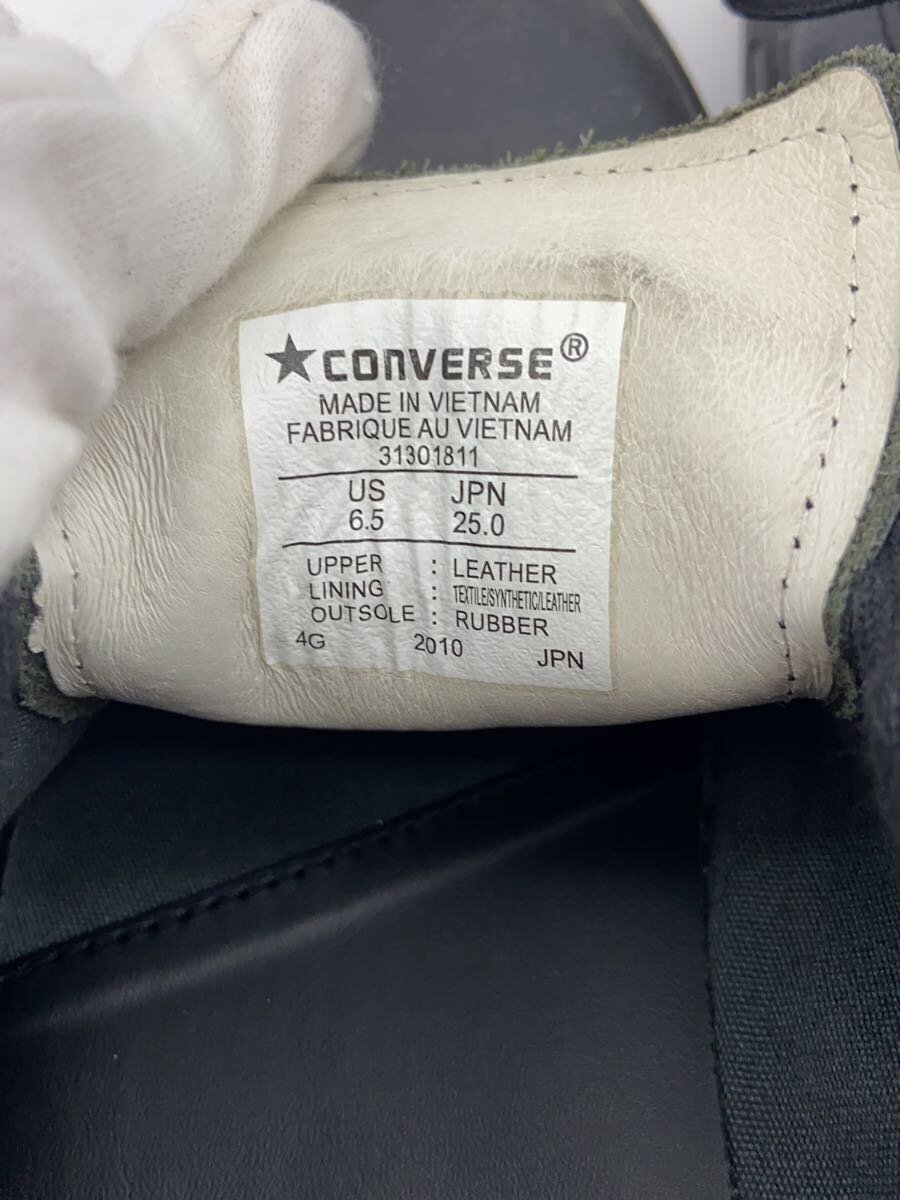 ★CONVERSE®
MADE IN VIETNAM
FABRIQUE AU VIETNAM
31301811
US JPN
6.5 25.0
UPPER : LEATHER
LINING : TEXTILE/SYNTHETIC/LEATHER
OUTSOLE : RUBBER
4G 2010 JPN